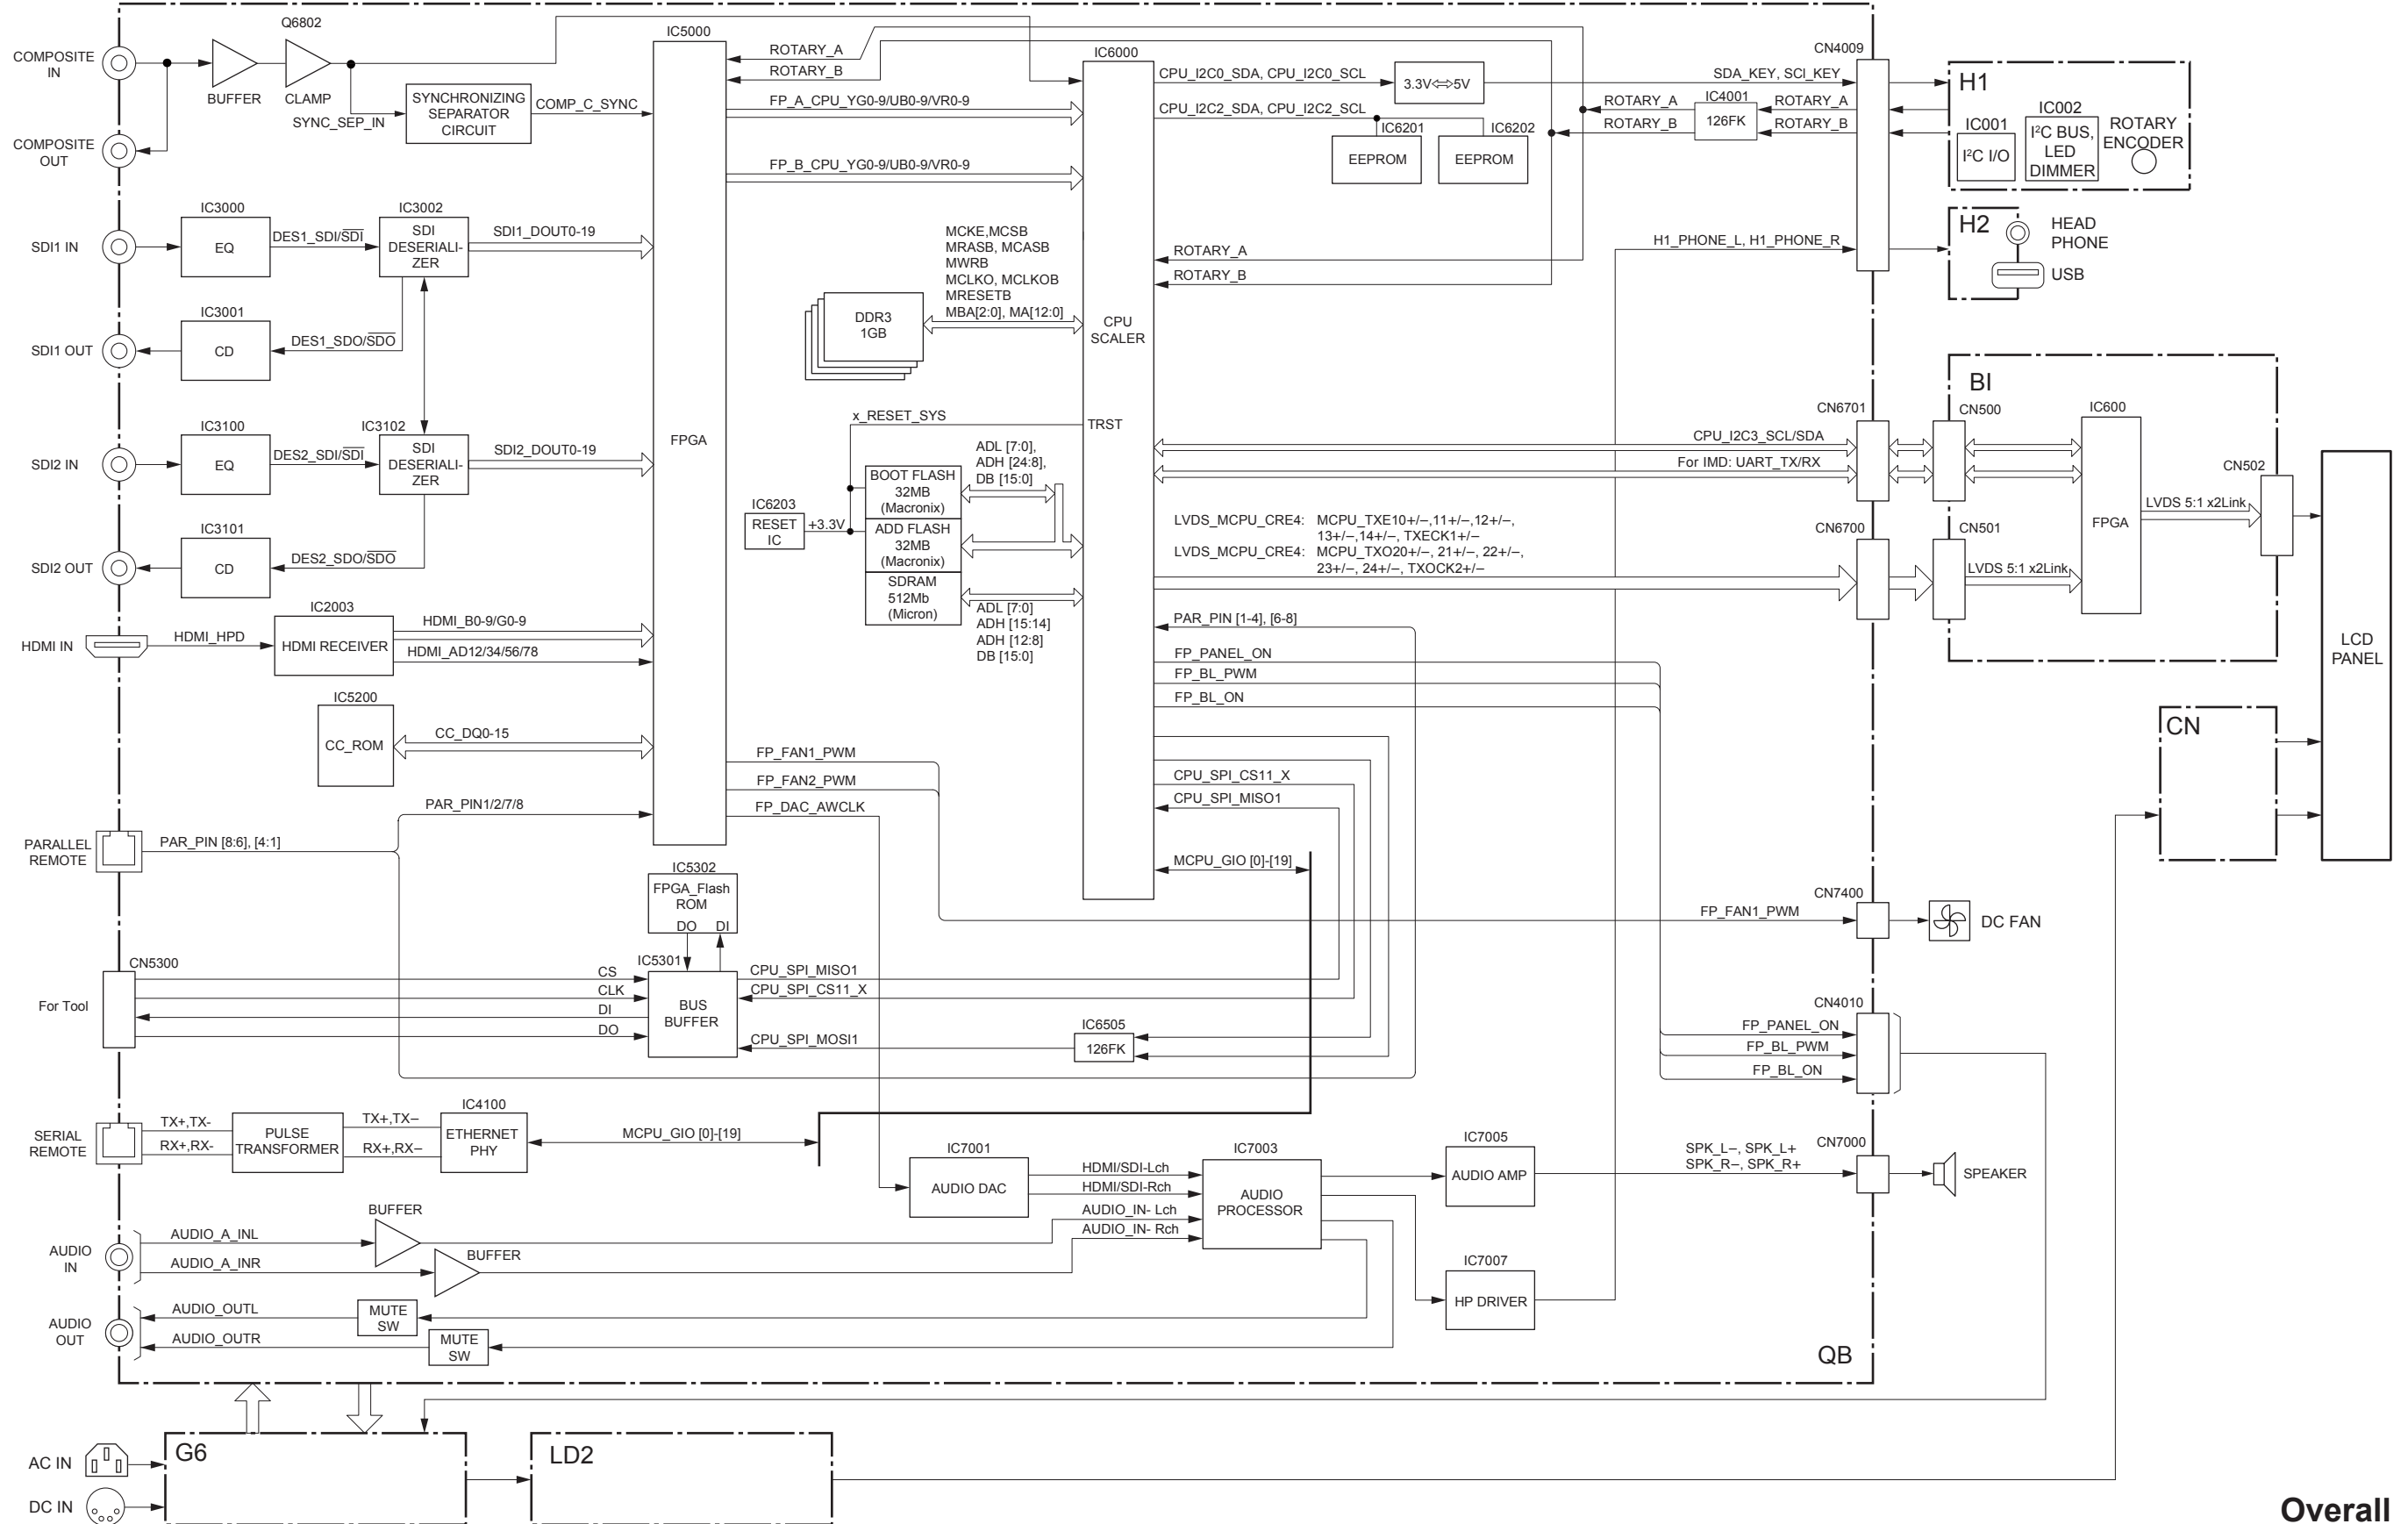 COMPOSITE
IN
COMPOSITE
OUT
Q6802
BUFFER
CLAMP
SYNC_SEP_IN
SYNCHRONIZING
SEPARATOR
CIRCUIT
COMP_C_SYNC
SDI1 IN
IC3000
EQ
DES1_SDI/SDI
IC3002
SDI
DESERIALI-
ZER
SDI1_DOUT0-19
SDI1 OUT
IC3001
CD
DES1_SDO/SDO
SDI2 IN
IC3100
EQ
DES2_SDI/SDI
IC3102
SDI
DESERIALI-
ZER
SDI2_DOUT0-19
SDI2 OUT
IC3101
CD
DES2_SDO/SDO
HDMI IN
HDMI_HPD
IC2003
HDMI RECEIVER
HDMI_B0-9/G0-9
HDMI_AD12/34/56/78
IC5200
CC_ROM
CC_DQ0-15
PARALLEL
REMOTE
PAR_PIN [8:6], [4:1]
PAR_PIN1/2/7/8
IC5000
FPGA
ROTARY_A
ROTARY_B
FP_A_CPU_YG0-9/UB0-9/VR0-9
FP_B_CPU_YG0-9/UB0-9/VR0-9
FP_FAN1_PWM
FP_FAN2_PWM
FP_DAC_AWCLK
MCKE,MCSB
MRASB, MCASB
MWRB
MCLKO, MCLKOB
MRESETB
MBA[2:0], MA[12:0]
DDR3
1GB
x_RESET_SYS
TRST
IC6203
RESET
IC
+3.3V
BOOT FLASH
32MB
(Macronix)
ADD FLASH
32MB
(Macronix)
SDRAM
512Mb
(Micron)
ADL [7:0],
ADH [24:8],
DB [15:0]
ADL [7:0]
ADH [15:14]
ADH [12:8]
DB [15:0]
IC6000
CPU
SCALER
CPU_I2C0_SDA, CPU_I2C0_SCL
CPU_I2C2_SDA, CPU_I2C2_SCL
3.3V⇔5V
SDA_KEY, SCI_KEY
IC6201
EEPROM
IC6202
EEPROM
ROTARY_A
ROTARY_B
IC4001
126FK
ROTARY_A
ROTARY_B
CN4009
H1
IC001
I²C I/O
IC002
I²C BUS,
LED
DIMMER
ROTARY
ENCODER
H1_PHONE_L, H1_PHONE_R
H2
HEAD
PHONE
USB
ROTARY_A
ROTARY_B
CPU_I2C3_SCL/SDA
For IMD: UART_TX/RX
CN6701
CN500
BI
IC600
FPGA
LVDS_MCPU_CRE4: MCPU_TXE10+/–,11+/–,12+/–,
13+/–,14+/–, TXECK1+/–
LVDS_MCPU_CRE4: MCPU_TXO20+/–, 21+/–, 22+/–,
23+/–, 24+/–, TXOCK2+/–
CN6700
CN501
LVDS 5:1 x2Link
LVDS 5:1 x2Link
CN502
LCD
PANEL
PAR_PIN [1-4], [6-8]
FP_PANEL_ON
FP_BL_PWM
FP_BL_ON
CPU_SPI_CS11_X
CPU_SPI_MISO1
MCPU_GIO [0]-[19]
CN
FP_FAN1_PWM
CN7400
DC FAN
CN5300
For Tool
CS
CLK
DI
DO
IC5302
FPGA_Flash
ROM
DO
DI
IC5301
BUS
BUFFER
CPU_SPI_MISO1
CPU_SPI_CS11_X
CPU_SPI_MOSI1
IC6505
126FK
CN4010
FP_PANEL_ON
FP_BL_PWM
FP_BL_ON
SERIAL
REMOTE
TX+,TX-
RX+,RX-
PULSE
TRANSFORMER
TX+,TX–
RX+,RX–
IC4100
ETHERNET
PHY
MCPU_GIO [0]-[19]
IC7001
AUDIO DAC
HDMI/SDI-Lch
HDMI/SDI-Rch
AUDIO_IN- Lch
AUDIO_IN- Rch
IC7003
AUDIO
PROCESSOR
IC7005
AUDIO AMP
SPK_L–, SPK_L+
SPK_R–, SPK_R+
CN7000
SPEAKER
IC7007
HP DRIVER
AUDIO
IN
AUDIO_A_INL
AUDIO_A_INR
BUFFER
BUFFER
AUDIO
OUT
AUDIO_OUTL
AUDIO_OUTR
MUTE
SW
MUTE
SW
QB
AC IN
DC IN
G6
LD2
Overall